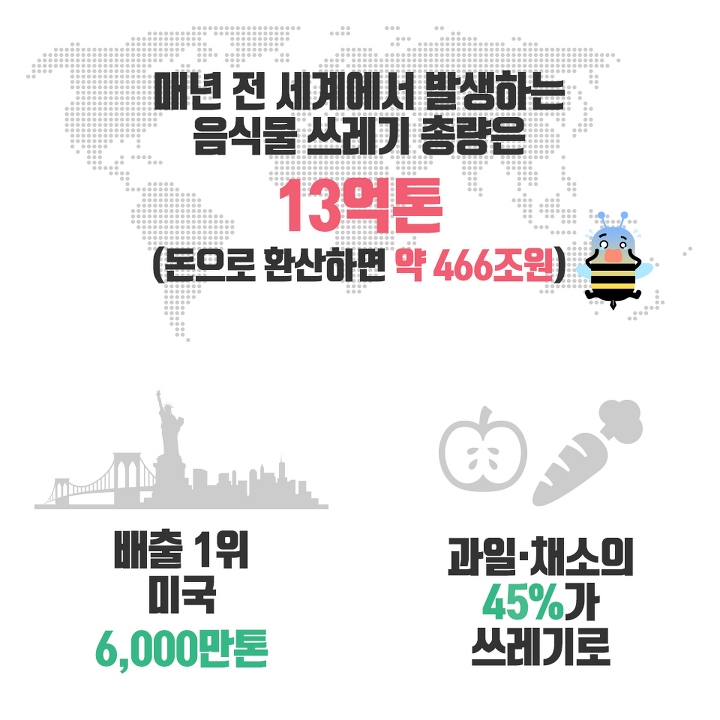 매년 전 세계에서 발생하는
음식물 쓰레기 총량은
13억톤
(돈으로 환산하면 약 466조원)
배출 1위
미국
6,000만톤
과일·채소의
45%가
쓰레기로